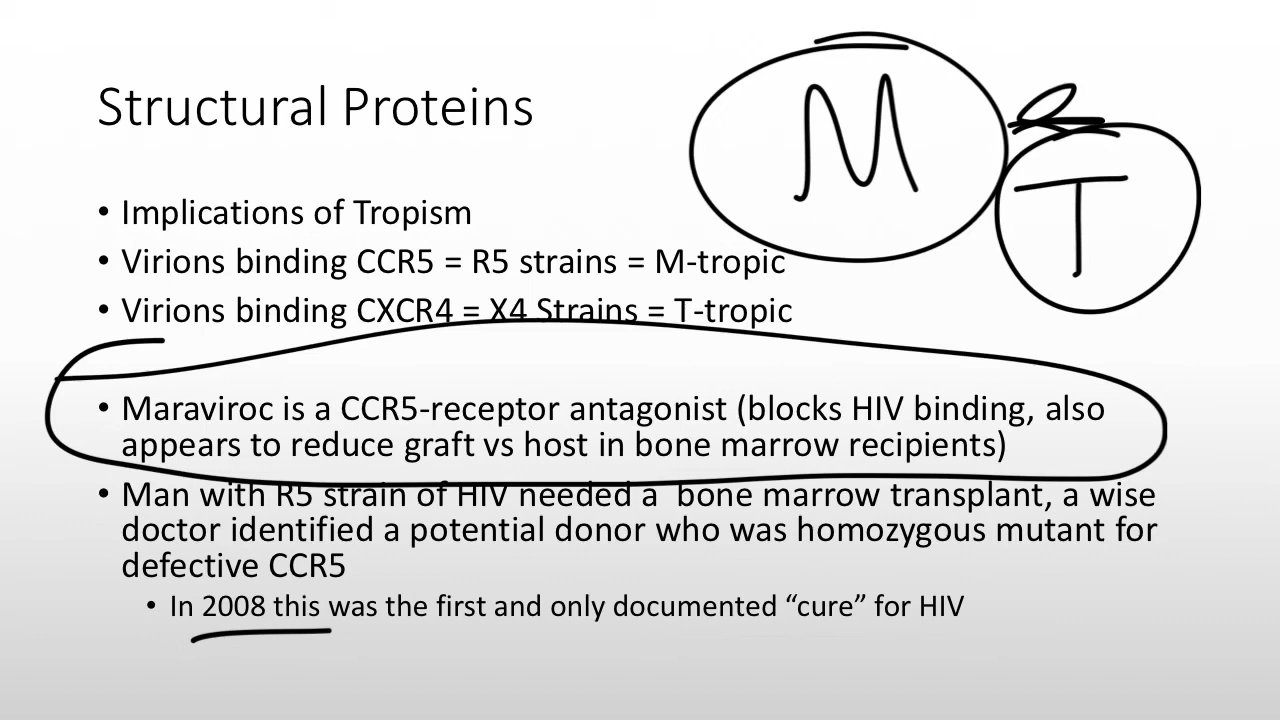 Structural Proteins
M
T
• Implications of Tropism
• Virions binding CCR5 = R5 strains = M-tropic
• Virions binding CXCR4 = X4 Strains = T-tropic
• Maraviroc is a CCR5-receptor antagonist (blocks HIV binding, also
appears to reduce graft vs host in bone marrow recipients)
• Man with R5 strain of HIV needed a  bone marrow transplant, a wise
doctor identified a potential donor who was homozygous mutant for
defective CCR5
• In 2008 this was the first and only documented “cure” for HIV